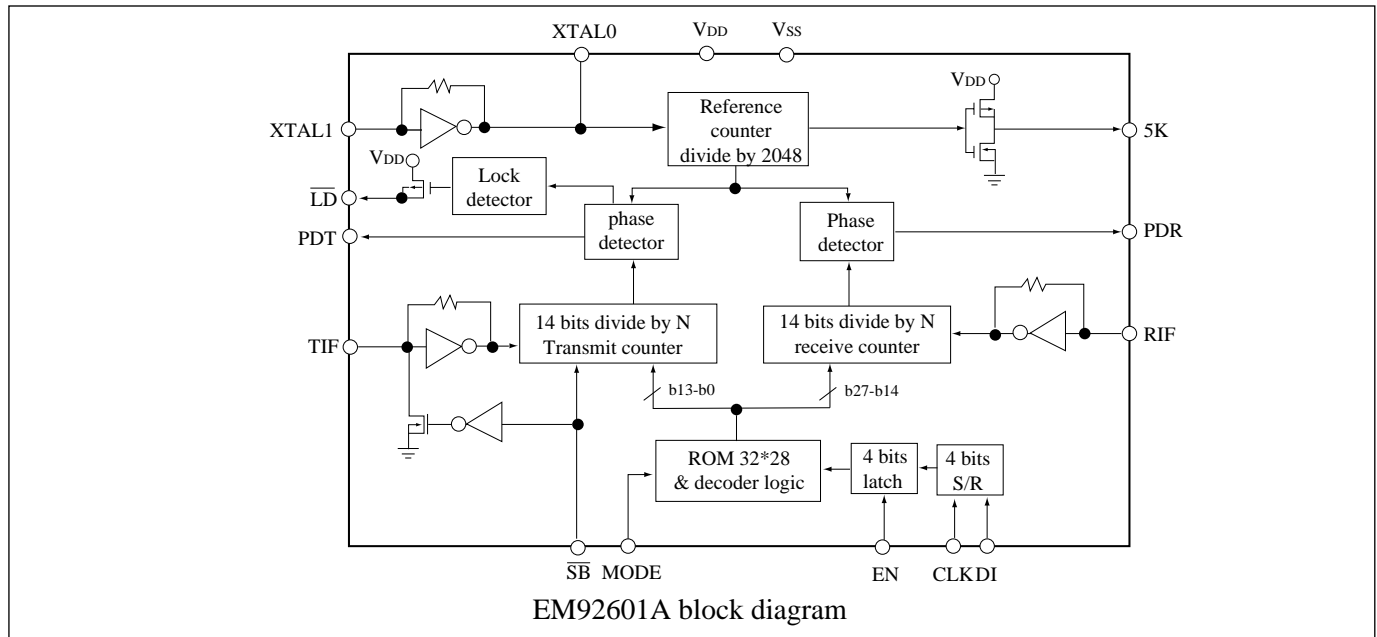 XTAL0
VDD
VSS
XTAL1
Reference
counter
divide by 2048
VDD
5K
VDD
LD
Lock
detector
PDT
phase
detector
Phase
detector
PDR
TIF
14 bits divide by N
Transmit counter
14 bits divide by N
receive counter
RIF
b13-b0
b27-b14
ROM 32*28
& decoder logic
4 bits
latch
4 bits
S/R
SB
MODE
EN
CLK
DI
EM92601A block diagram